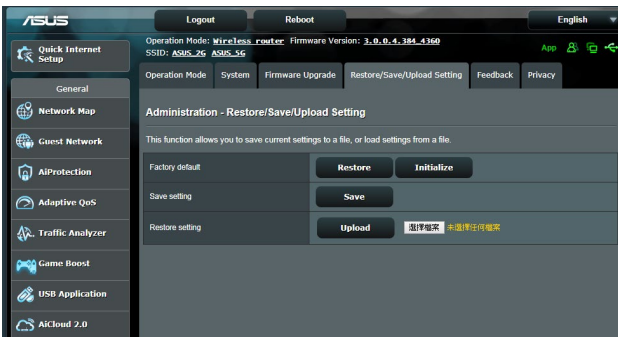 ASUS
Logout
Reboot
English
Quick Internet Setup
Operation Mode: Wireless router Firmware Version: 3.0.0.4.384_4360
SSID: ASUS_2G ASUS_5G
App
Operation Mode
System
Firmware Upgrade
Restore/Save/Upload Setting
Feedback
Privacy
General
Network Map
Guest Network
AiProtection
Adaptive QoS
Traffic Analyzer
Game Boost
USB Application
AiCloud 2.0
Administration - Restore/Save/Upload Setting
This function allows you to save current settings to a file, or load settings from a file.
Factory default
Restore
Initialize
Save setting
Save
Restore setting
Upload
選擇檔案 未選擇任何檔案